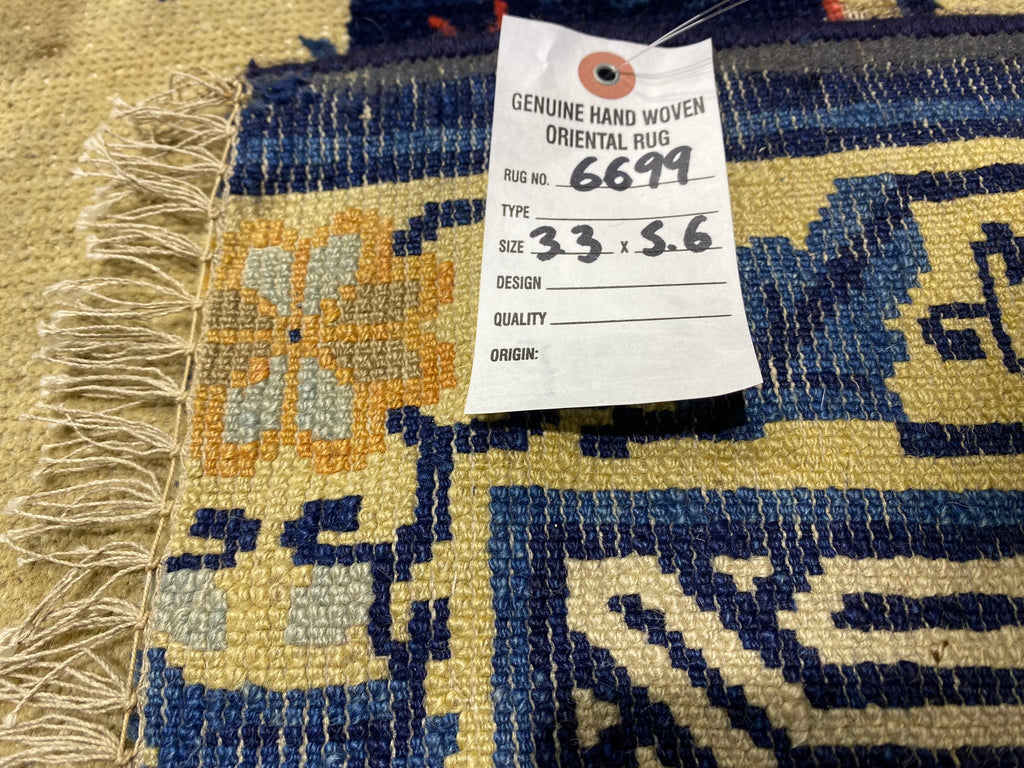 GENUINE HAND WOVEN
ORIENTAL RUG
RUG NO. 6699
TYPE
SIZE 3.3 x 5.6
DESIGN
QUALITY
ORIGIN: